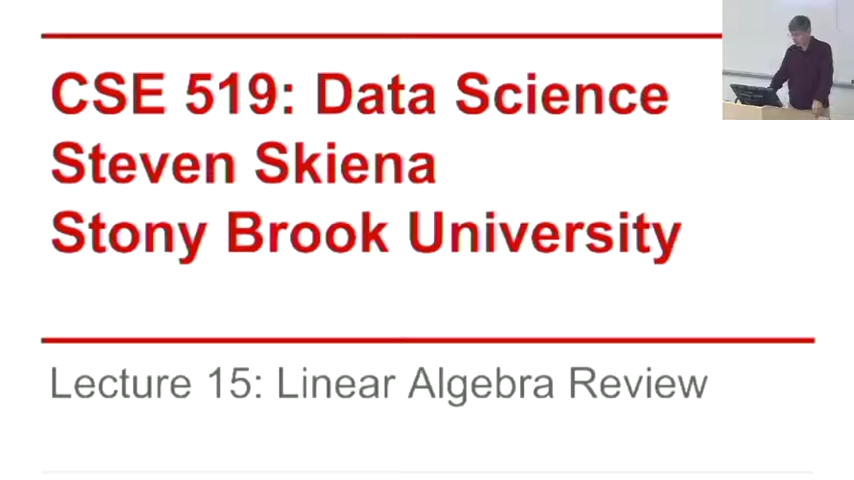 CSE 519: Data Science
Steven Skiena
Stony Brook University
Lecture 15: Linear Algebra Review